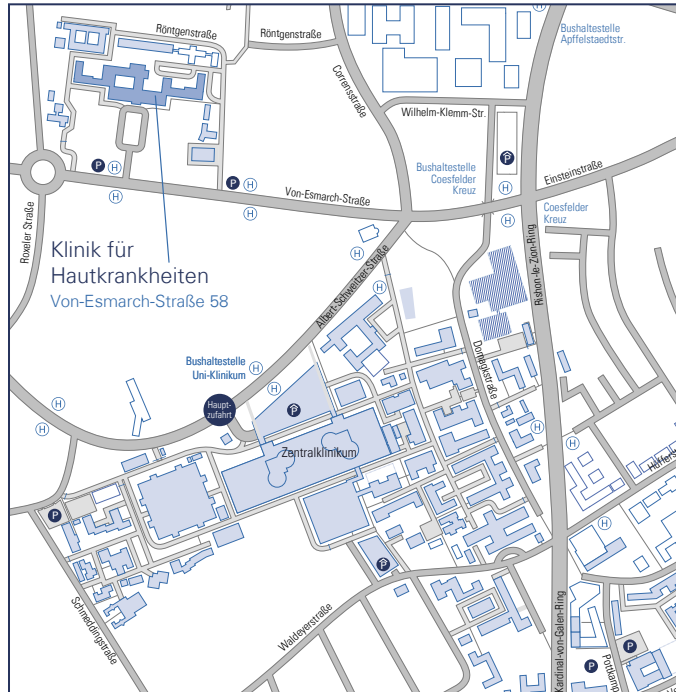 H
Bushaltestelle
Apffelstaedtstr.
Röntgenstraße
Röntgenstraße
Corrensstraße
Wilhelm-Klemm-Str.
H
P
Bushaltestelle
Coesfelder
Kreuz
H
Einsteinstraße
P
H
P
H
H
H
Von-Esmarch-Straße
H
Coesfelder
Kreuz
Roxeler Straße
Klinik für
Hautkrankheiten
Von-Esmarch-Straße 58
H
Albert-Schweitzer-Straße
Rishon-le-Zion-Ring
H
Bushaltestelle
Uni-Klinikum
H
H
Domagkstraße
H
H
Haupt-
zufahrt
P
H
H
Zentralklinikum
Hüfferstr
P
H
P
Schmeddingstraße
Waldeyerstraße
Kardinal-von-Galen-Ring
P
P
Pottkamp